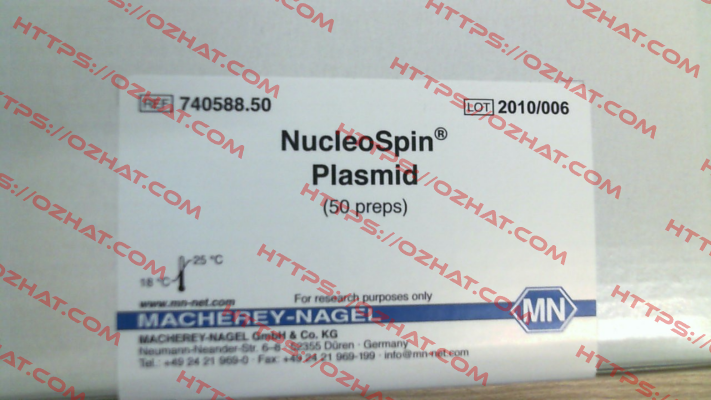 REF 740588.50
LOT 2010/006
NucleoSpin®
Plasmid
(50 preps)
25 °C
18 °C
www.mn-net.com
For research purposes only
MACHEREY-NAGEL
MN
MACHEREY-NAGEL GmbH & Co. KG
Neumann-Neander-Str. 6-8 · 52355 Düren · Germany
Tel.: +49 24 21 969-0 · Fax: +49 24 21 969-199 · info@mn-net.com
HTTPS://OZHAT.COM